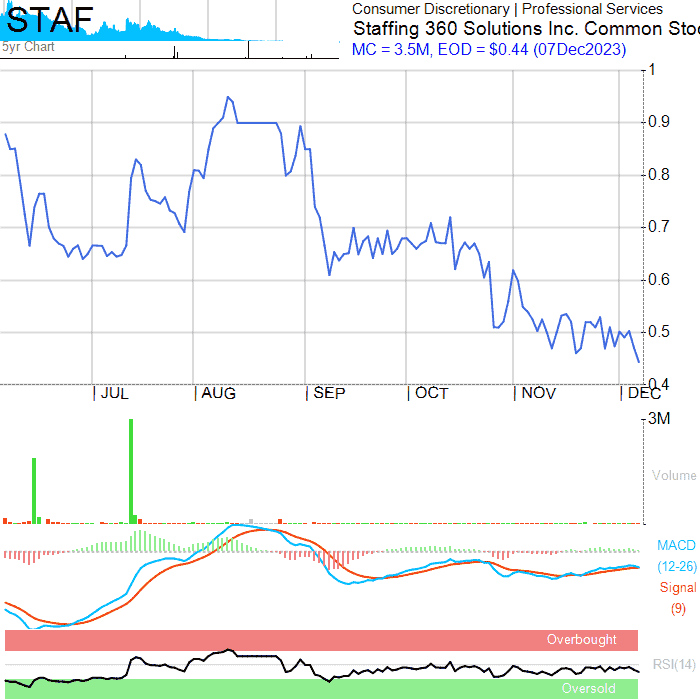 STAF
5yr Chart
Consumer Discretionary | Professional Services
Staffing 360 Solutions Inc. Common Stoc
MC = 3.5M, EOD = $0.44 (07Dec2023)
1
0.9
0.8
0.7
0.6
0.5
0.4
JUL
AUG
SEP
OCT
NOV
DEC
3M
Volume
MACD
(12-26)
Signal
(9)
Overbought
RSI(14)
Oversold